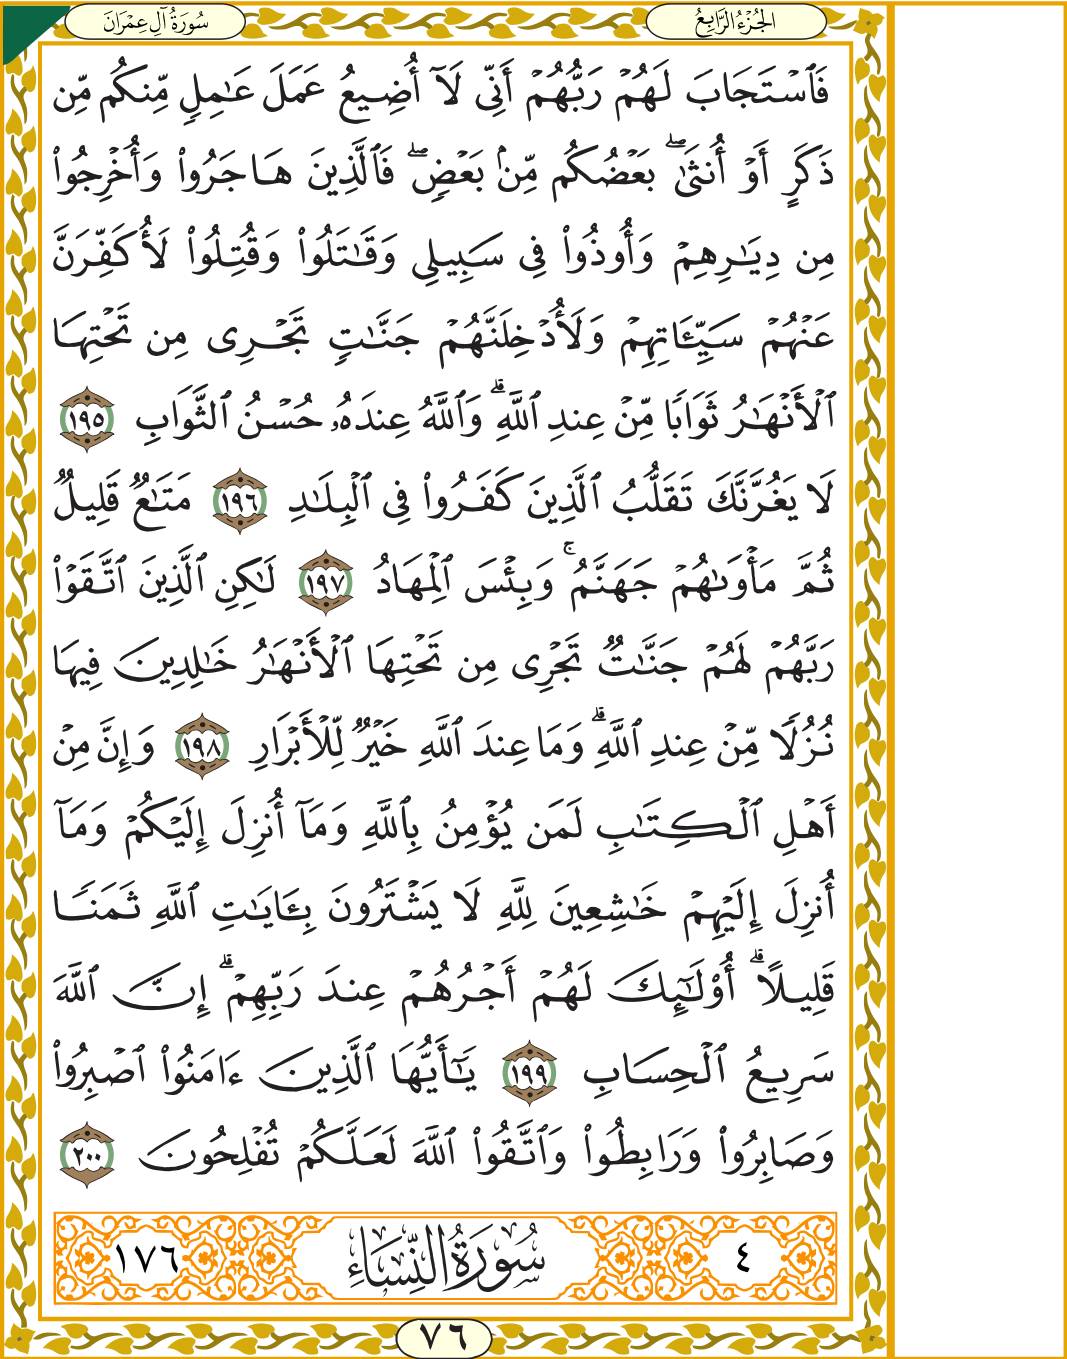 الجُزْءُ الرَّابِعُ
سُورَةُ آلِ عِمْرَانَ
فَٱسْتَجَابَ لَهُمْ رَبُّهُمْ أَنِّى لَآ أُضِيعُ عَمَلَ عَٰمِلٍ مِّنكُم مِّن
ذَكَرٍ أَوْ أُنثَىٰ ۖ بَعْضُكُم مِّنۢ بَعْضٍ ۖ فَٱلَّذِينَ هَاجَرُوا۟ وَأُخْرِجُوا۟
مِن دِيَٰرِهِمْ وَأُوذُوا۟ فِى سَبِيلِى وَقَٰتَلُوا۟ وَقُتِلُوا۟ لَأُكَفِّرَنَّ
عَنْهُمْ سَيِّـَٔاتِهِمْ وَلَأُدْخِلَنَّهُمْ جَنَّٰتٍ تَجْرِى مِن تَحْتِهَا
ٱلْأَنْهَٰرُ ثَوَابًا مِّنْ عِندِ ٱللَّهِ ۗ وَٱللَّهُ عِندَهُۥ حُسْنُ ٱلثَّوَابِ ١٩٥
لَا يَغُرَّنَّكَ تَقَلُّبُ ٱلَّذِينَ كَفَرُوا۟ فِى ٱلْبِلَٰدِ ١٩٦ مَتَٰعٌ قَلِيلٌ
ثُمَّ مَأْوَىٰهُمْ جَهَنَّمُ ۚ وَبِئْسَ ٱلْمِهَادُ ١٩٧ لَٰكِنِ ٱلَّذِينَ ٱتَّقَوْا۟
رَبَّهُمْ لَهُمْ جَنَّٰتٌ تَجْرِى مِن تَحْتِهَا ٱلْأَنْهَٰرُ خَٰلِدِينَ فِيهَا
نُزُلًا مِّنْ عِندِ ٱللَّهِ ۗ وَمَا عِندَ ٱللَّهِ خَيْرٌ لِّلْأَبْرَارِ ١٩٨ وَإِنَّ مِنْ
أَهْلِ ٱلْكِتَٰبِ لَمَن يُؤْمِنُ بِٱللَّهِ وَمَآ أُنزِلَ إِلَيْكُمْ وَمَآ
أُنزِلَ إِلَيْهِمْ خَٰشِعِينَ لِلَّهِ لَا يَشْتَرُونَ بِـَٔايَٰتِ ٱللَّهِ ثَمَنًا
قَلِيلًا ۗ أُو۟لَٰٓئِكَ لَهُمْ أَجْرُهُمْ عِندَ رَبِّهِمْ ۗ إِنَّ ٱللَّهَ
سَرِيعُ ٱلْحِسَابِ ١٩٩ يَٰٓأَيُّهَا ٱلَّذِينَ ءَامَنُوا۟ ٱصْبِرُوا۟
وَصَابِرُوا۟ وَرَابِطُوا۟ وَٱتَّقُوا۟ ٱللَّهَ لَعَلَّكُمْ تُفْلِحُونَ ٢٠٠
٤ سُورَةُ النِّسَاءِ ١٧٦
٧٦